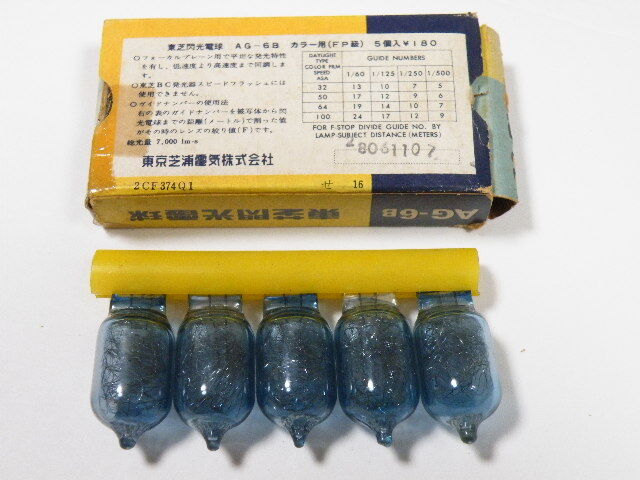 東芝閃光電球 AG-6B カラー用(FP級) 5個入¥180
○フォーカルプレーン用で平坦な発光特性
を有し、低速度より高速度まで同調しま
す。
○東芝BC発光器スピードフラッシュには
使用できません。
○ガイドナンバーの使用法
右の表のガイドナンバーを被写体から閃
光電球までの距離(メートル)で割った値
がその時のレンズの絞り値(F)です。
総光量 7,000 lm-s
東京芝浦電気株式会社
DAYLIGHT TYPE COLOR FILM SPEED ASA
GUIDE NUMBERS
1/60 1/125 1/250 1/500
32 13 10 7 5
50 17 12 9 6
64 19 14 10 7
100 24 17 12 9
FOR F-STOP DIVIDE GUIDE NO. BY
LAMP-SUBJECT DISTANCE (METERS)
2806110
2CF374Q1 せ 16
東芝閃光電球 AG-6B